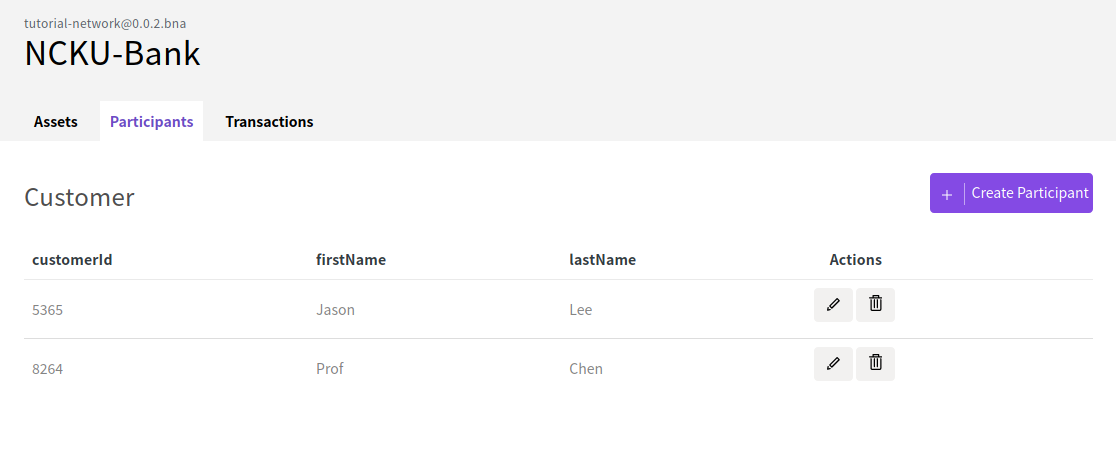 tutorial-network@0.0.2.bna
NCKU-Bank
Assets Participants Transactions
Customer
+ Create Participant
customerId firstName lastName Actions
5365 Jason Lee
8264 Prof Chen